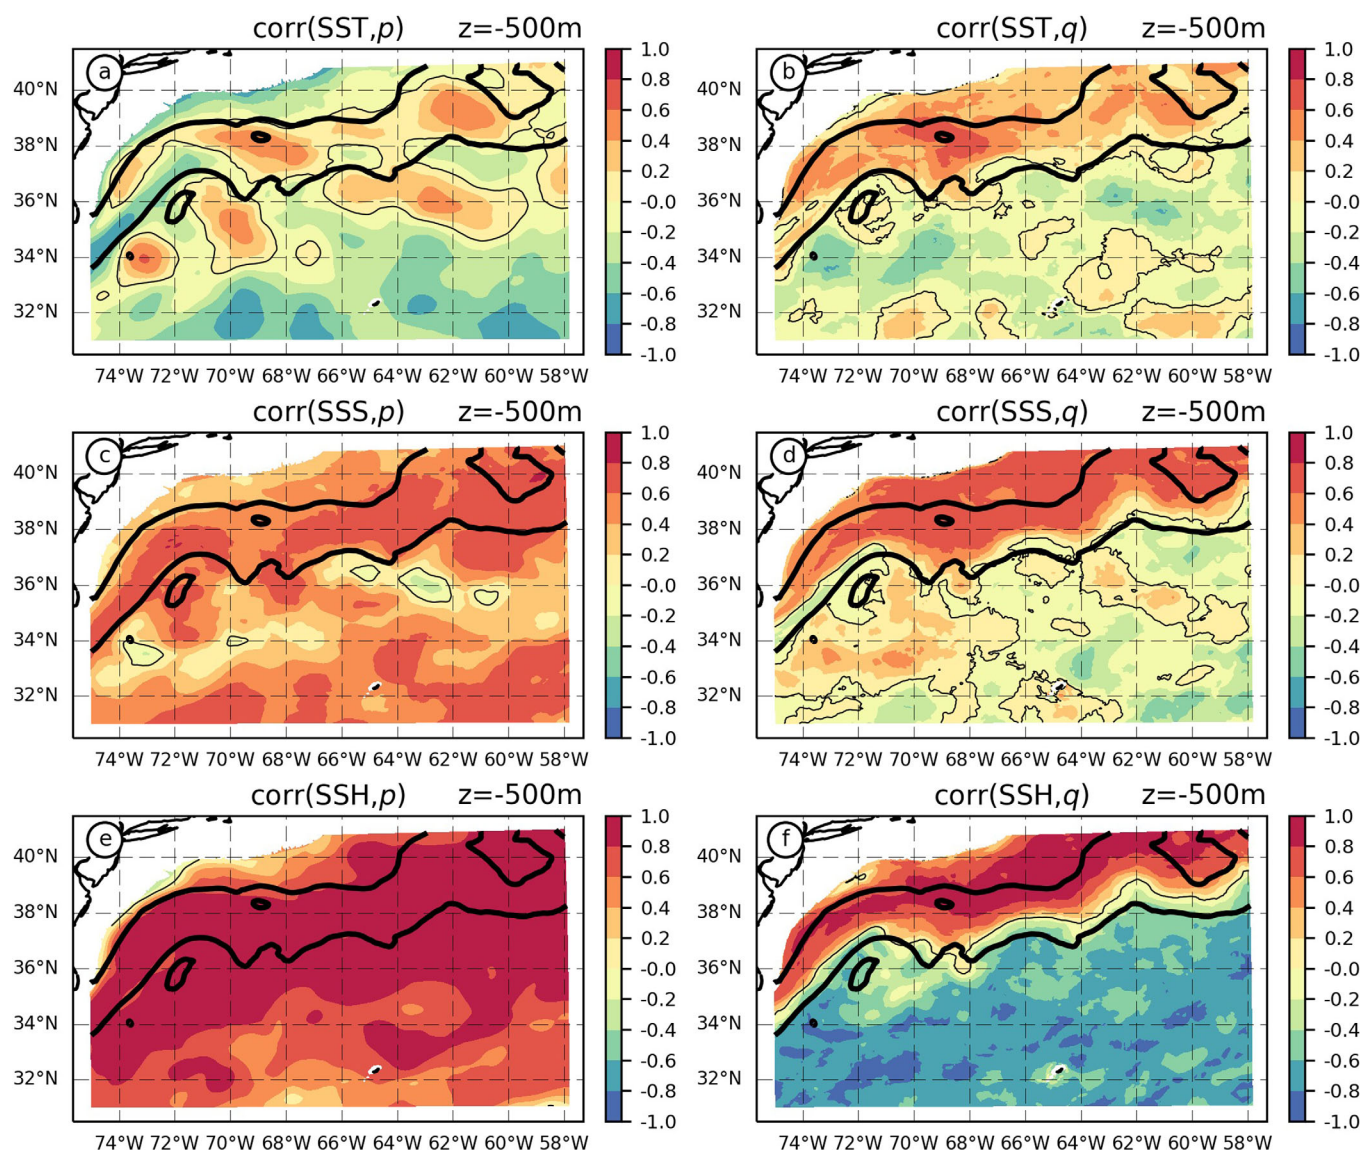 corr(SST,p) z=-500m
a
40°N
38°N
36°N
34°N
32°N
74°W 72°W 70°W 68°W 66°W 64°W 62°W 60°W 58°W
1.0
0.8
0.6
0.4
0.2
-0.0
-0.2
-0.4
-0.6
-0.8
-1.0
corr(SST,q) z=-500m
b
40°N
38°N
36°N
34°N
32°N
74°W 72°W 70°W 68°W 66°W 64°W 62°W 60°W 58°W
1.0
0.8
0.6
0.4
0.2
-0.0
-0.2
-0.4
-0.6
-0.8
-1.0
corr(SSS,p) z=-500m
c
40°N
38°N
36°N
34°N
32°N
74°W 72°W 70°W 68°W 66°W 64°W 62°W 60°W 58°W
1.0
0.8
0.6
0.4
0.2
-0.0
-0.2
-0.4
-0.6
-0.8
-1.0
corr(SSS,q) z=-500m
d
40°N
38°N
36°N
34°N
32°N
74°W 72°W 70°W 68°W 66°W 64°W 62°W 60°W 58°W
1.0
0.8
0.6
0.4
0.2
-0.0
-0.2
-0.4
-0.6
-0.8
-1.0
corr(SSH,p) z=-500m
e
40°N
38°N
36°N
34°N
32°N
74°W 72°W 70°W 68°W 66°W 64°W 62°W 60°W 58°W
1.0
0.8
0.6
0.4
0.2
-0.0
-0.2
-0.4
-0.6
-0.8
-1.0
corr(SSH,q) z=-500m
f
40°N
38°N
36°N
34°N
32°N
74°W 72°W 70°W 68°W 66°W 64°W 62°W 60°W 58°W
1.0
0.8
0.6
0.4
0.2
-0.0
-0.2
-0.4
-0.6
-0.8
-1.0